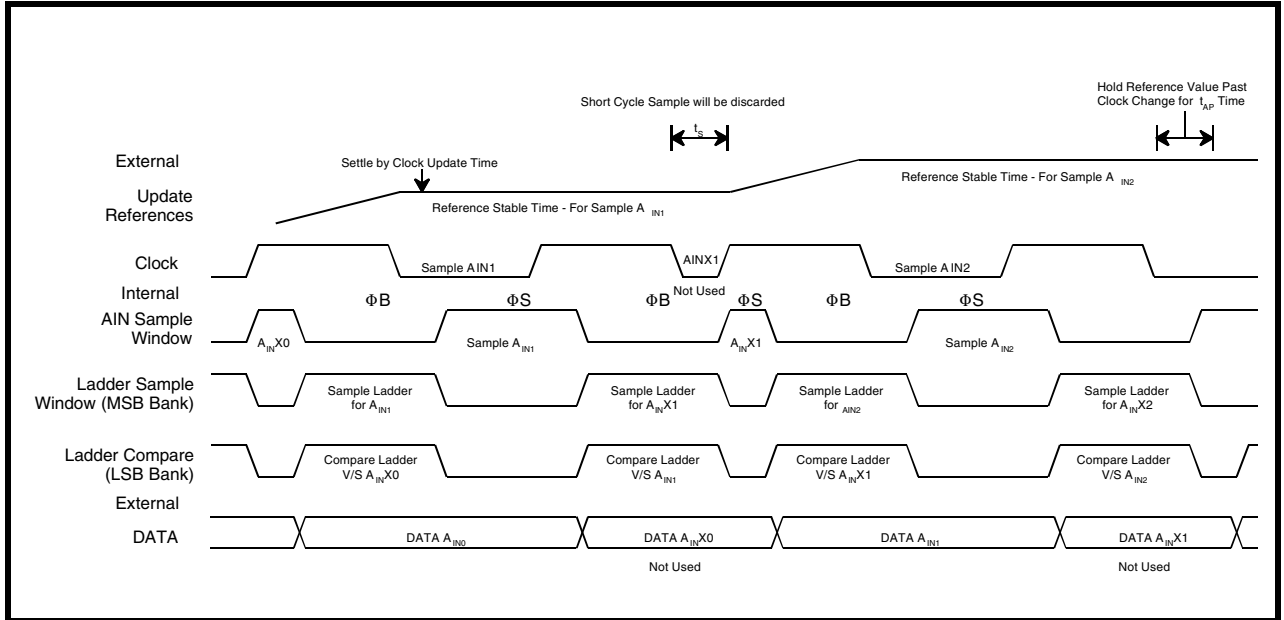 Hold Reference Value Past
Clock Change for tAP Time
Short Cycle Sample will be discarded
tS
External
Settle by Clock Update Time
Reference Stable Time - For Sample A IN2
Update
References
Reference Stable Time - For Sample A IN1
Clock
Sample AIN1
AINX1
Sample AIN2
Internal
Not Used
ΦB
ΦS
ΦB
ΦS
ΦB
ΦS
AIN Sample
Window
AINX0
Sample AIN1
AINX1
Sample AIN2
Ladder Sample
Window (MSB Bank)
Sample Ladder
for AIN1
Sample Ladder
for AINX1
Sample Ladder
for AIN2
Sample Ladder
for AINX2
Ladder Compare
(LSB Bank)
Compare Ladder
V/S AINX0
Compare Ladder
V/S AIN1
Compare Ladder
V/S AINX1
Compare Ladder
V/S AIN2
External
DATA
DATA AIN0
DATA AINX0
DATA AIN1
DATA AINX1
Not Used
Not Used